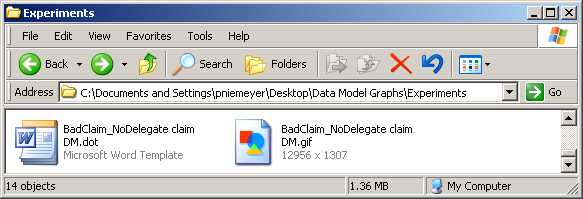 Experiments
File Edit View Favorites Tools Help
Back Search Folders
Address C:\Documents and Settings\pniemeyer\Desktop\Data Model Graphs\Experiments Go
BadClaim_NoDelegate claim
DM.dot
Microsoft Word Template
BadClaim_NoDelegate claim
DM.gif
12956 x 1307
14 objects 1.36 MB My Computer